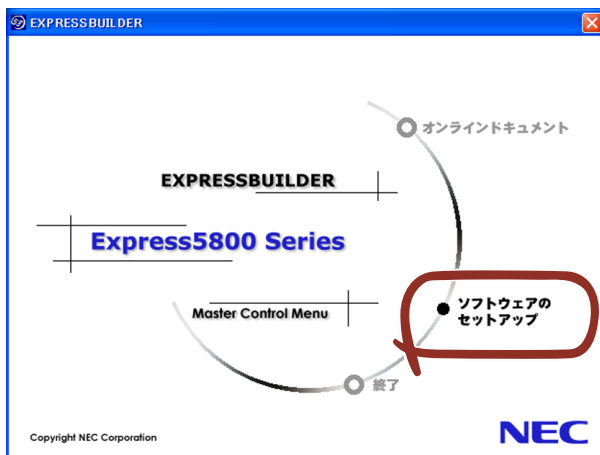 EXPRESSBUILDER
オンラインドキュメント
EXPRESSBUILDER
Express5800 Series
ソフトウェアの
セットアップ
Master Control Menu
終了
Copyright NEC Corporation
NEC